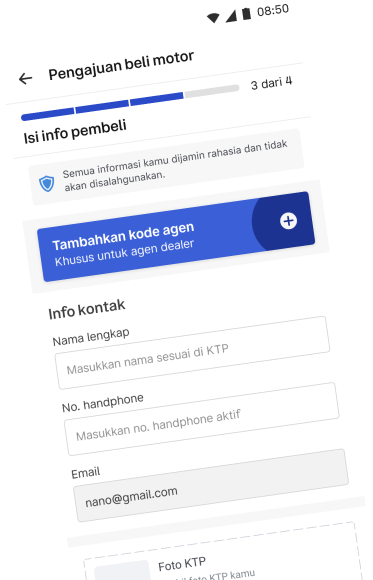 08:50
Pengajuan beli motor
3 dari 4
Isi info pembeli
Semua informasi kamu dijamin rahasia dan tidak
akan disalahgunakan.
Tambahkan kode agen
Khusus untuk agen dealer
Info kontak
Nama lengkap
Masukkan nama sesuai di KTP
No. handphone
Masukkan no. handphone aktif
Email
nano@gmail.com
Foto KTP
foto KTP kamu